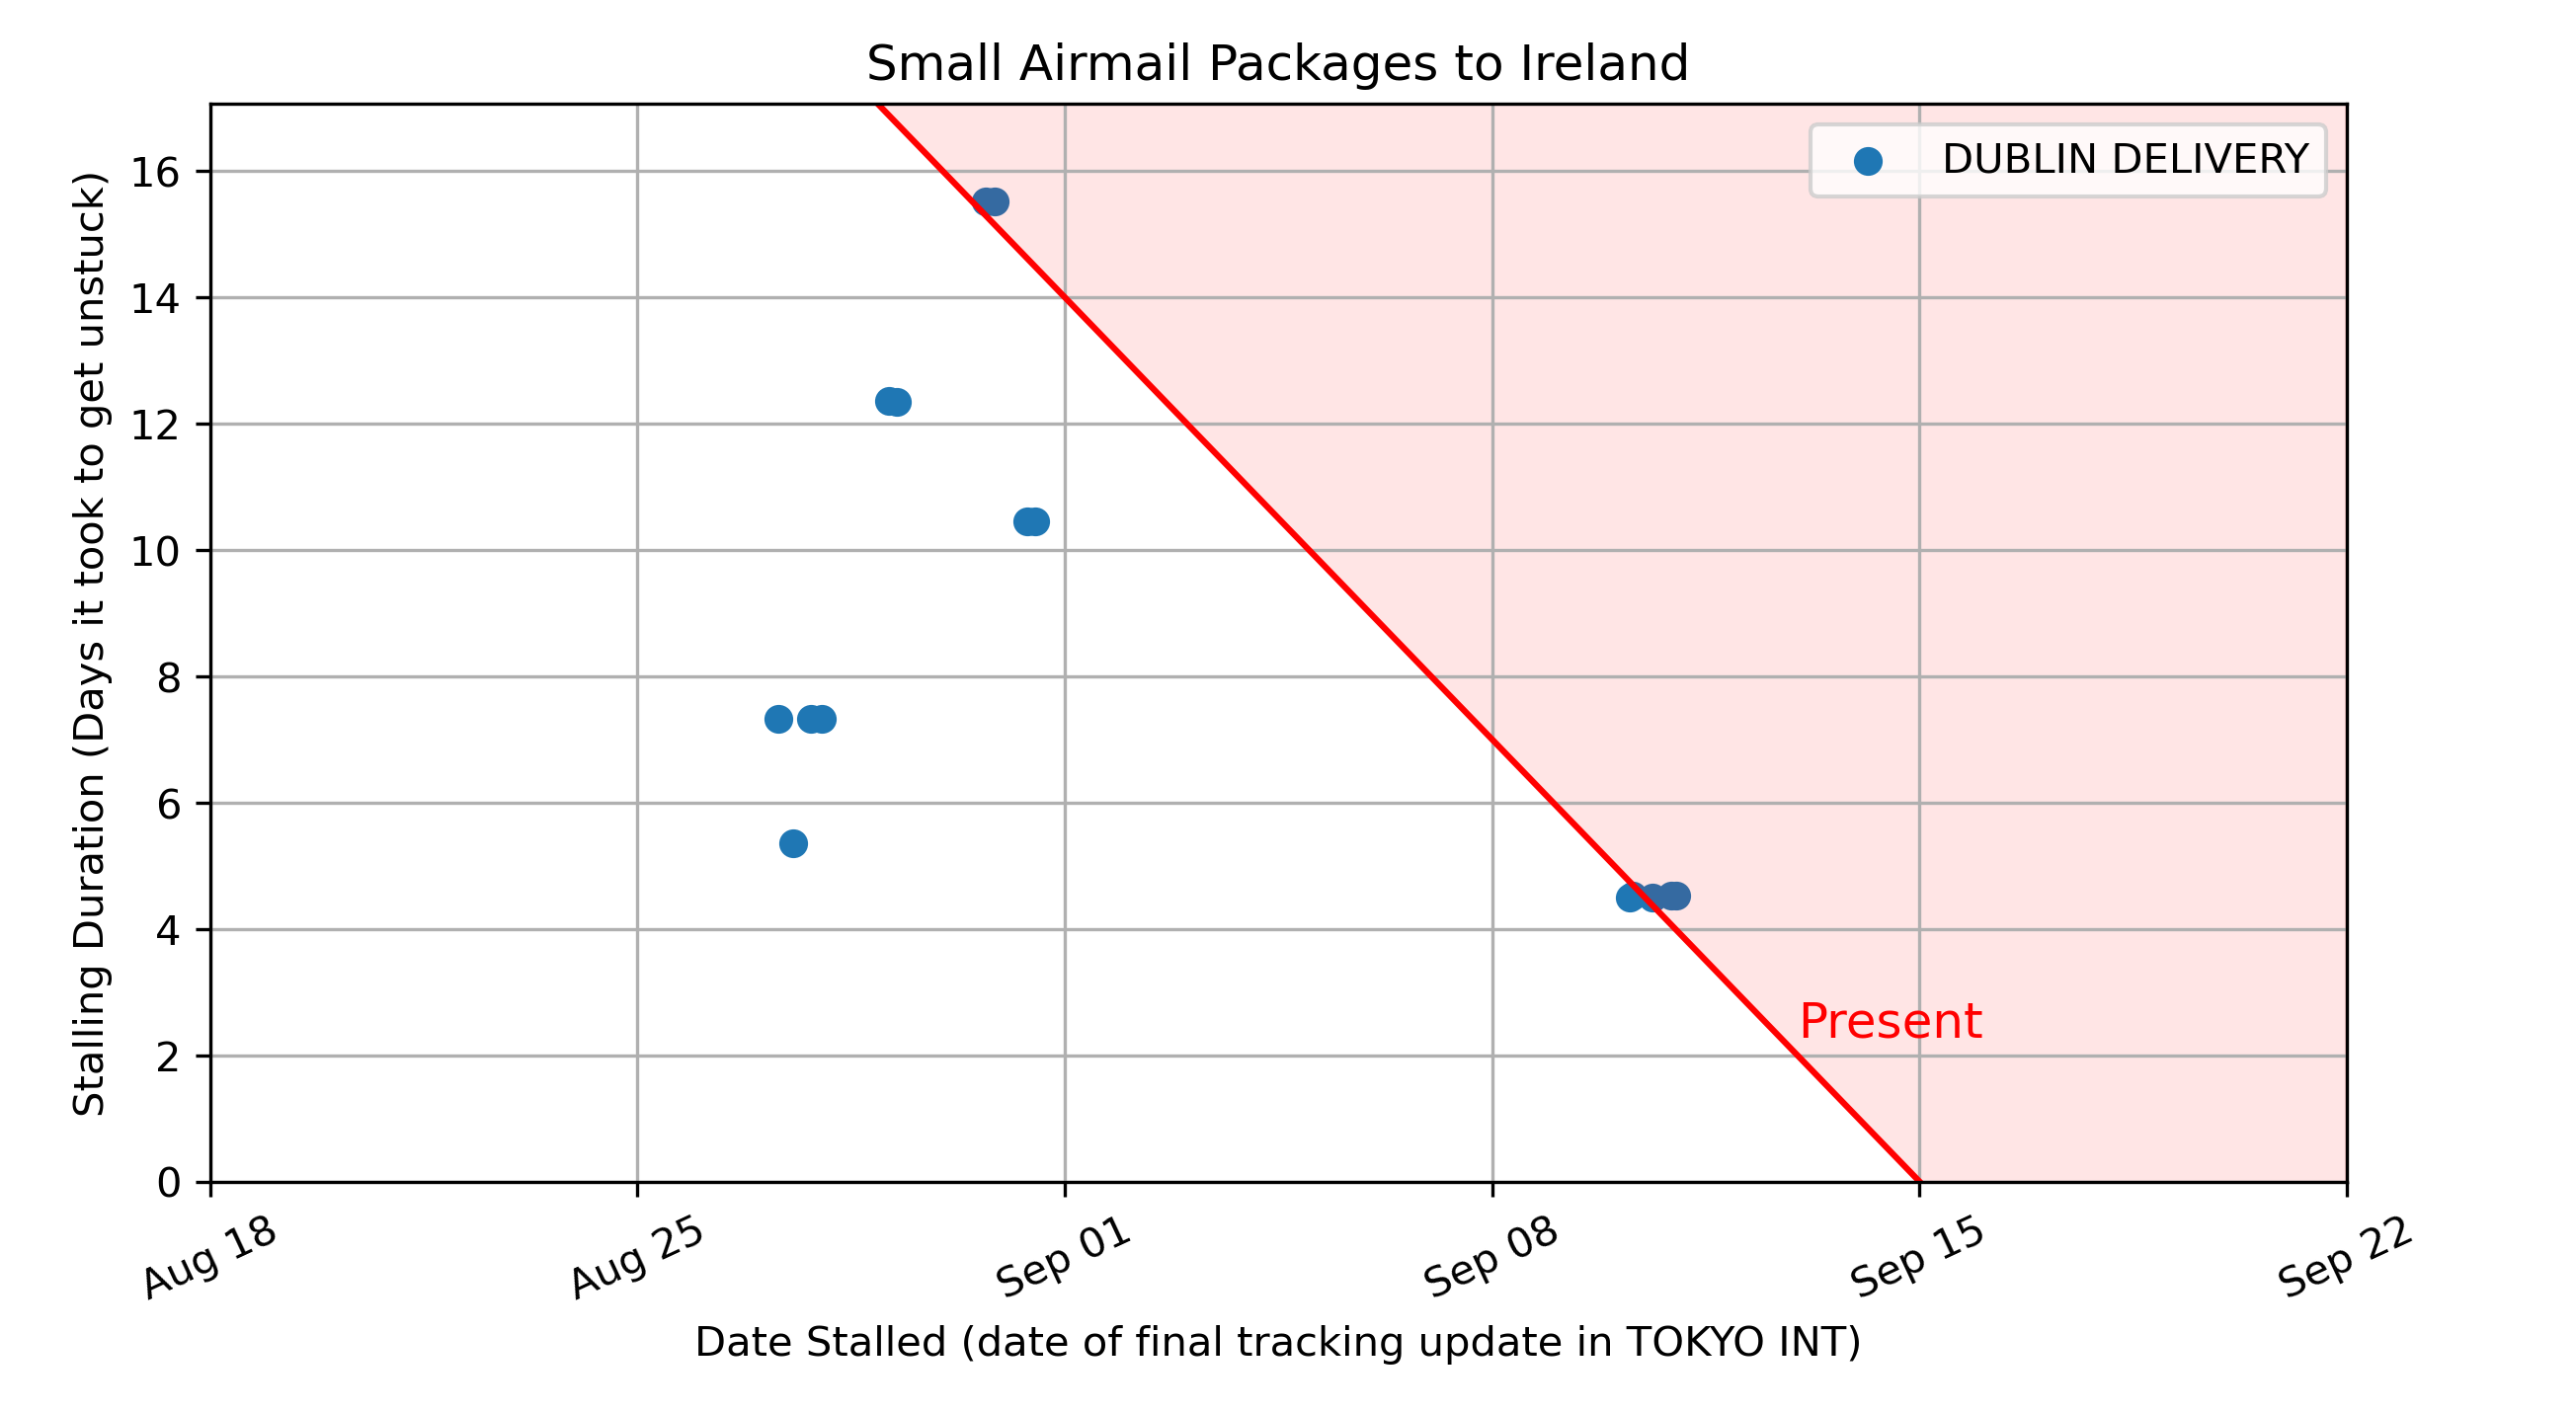 Small Airmail Packages to Ireland
DUBLIN DELIVERY
Stalling Duration (Days it took to get unstuck)
16
14
12
10
8
6
4
2
0
Present
Aug 18
Aug 25
Sep 01
Sep 08
Sep 15
Sep 22
Date Stalled (date of final tracking update in TOKYO INT)